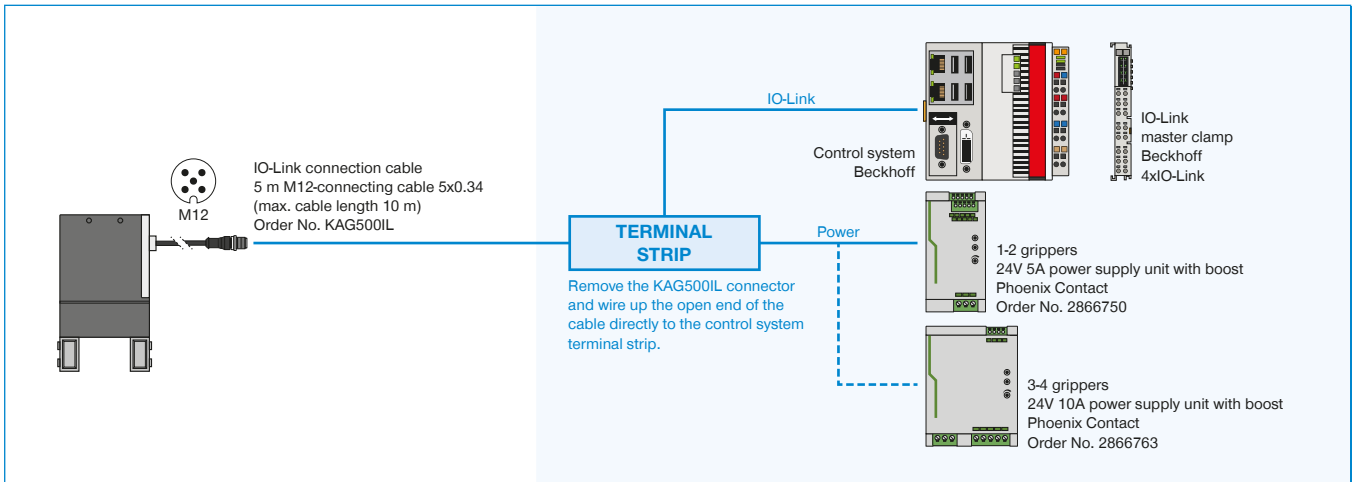 M12
IO-Link connection cable
5 m M12-connecting cable 5x0.34
(max. cable length 10 m)
Order No. KAG500IL
TERMINAL
STRIP
Remove the KAG500IL connector
and wire up the open end of the
cable directly to the control system
terminal strip.
IO-Link
Control system
Beckhoff
IO-Link
master clamp
Beckhoff
4xIO-Link
Power
1-2 grippers
24V 5A power supply unit with boost
Phoenix Contact
Order No. 2866750
3-4 grippers
24V 10A power supply unit with boost
Phoenix Contact
Order No. 2866763